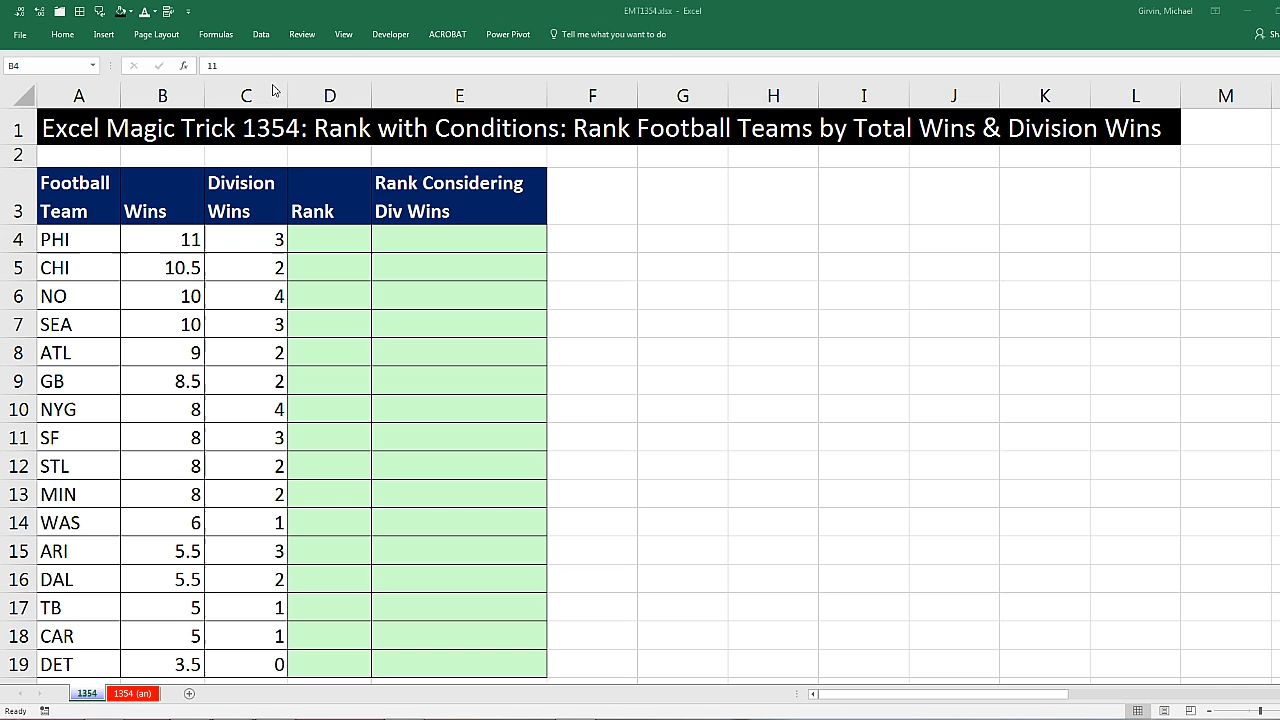 EMT1354.xlsx - Excel
Girvin, Michael
File Home Insert Page Layout Formulas Data Review View Developer ACROBAT Power Pivot Tell me what you want to do Sh
B4 fx 11
A B C D E F G H I J K L M
1 Excel Magic Trick 1354: Rank with Conditions: Rank Football Teams by Total Wins & Division Wins
2
Football Division Rank Considering
3 Team Wins Wins Rank Div Wins
4 PHI 11 3
5 CHI 10.5 2
6 NO 10 4
7 SEA 10 3
8 ATL 9 2
9 GB 8.5 2
10 NYG 8 4
11 SF 8 3
12 STL 8 2
13 MIN 8 2
14 WAS 6 1
15 ARI 5.5 3
16 DAL 5.5 2
17 TB 5 1
18 CAR 5 1
19 DET 3.5 0
1354 1354 (an)
Ready